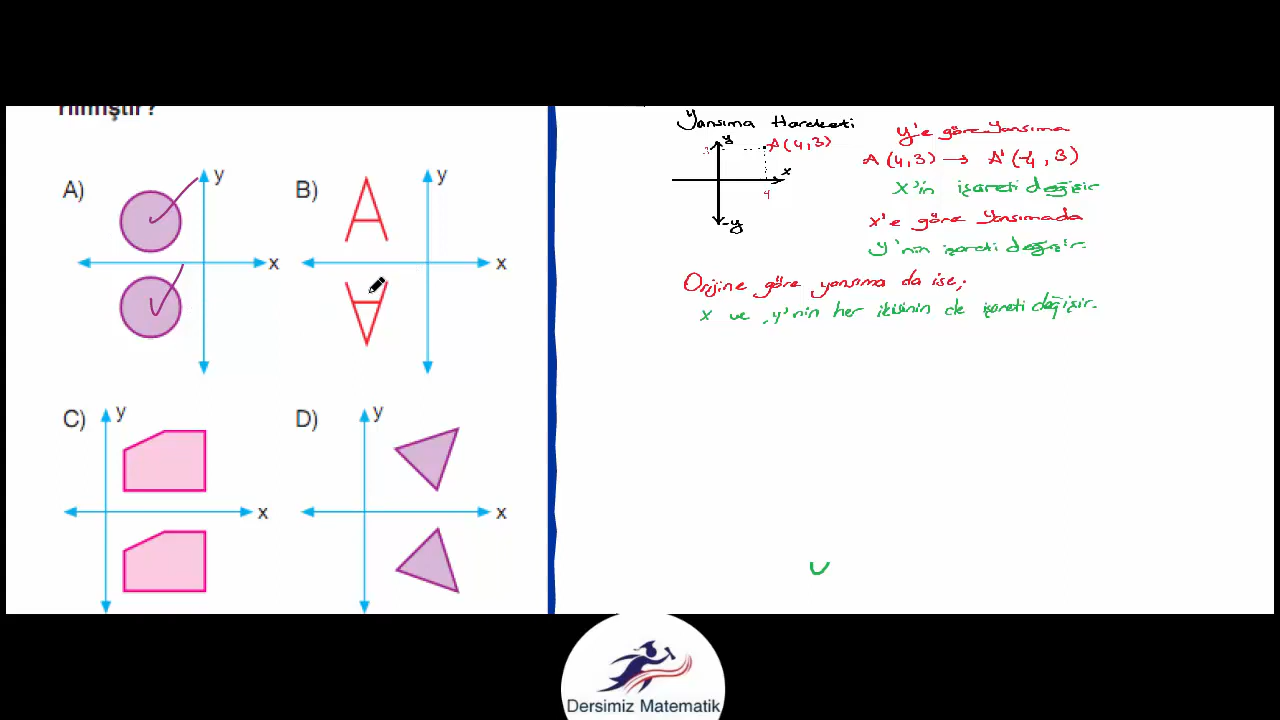 A)
y
x
B)
y
x
C)
y
x
D)
y
x
Yansıma Hareketi
y
A(4,3)
x
4
-y
y'e göre yansıma
A (4,3) → A' (-4, 3)
x'in işareti değişir
x'e göre yansımada
y'nin işareti değişir.
Orijine göre yansıma da ise;
x ve y'nin her ikisinin de işareti değişir.
Dersimiz Matematik